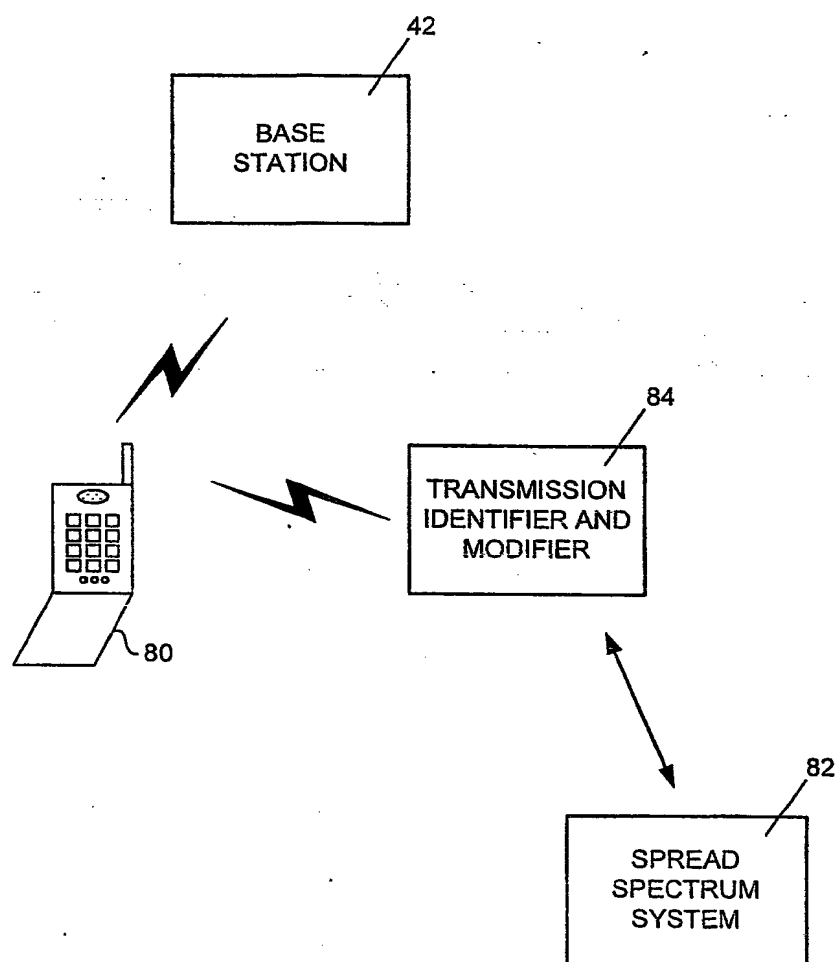 42
BASE
STATION
84
TRANSMISSION
IDENTIFIER AND
MODIFIER
80
82
SPREAD
SPECTRUM
SYSTEM